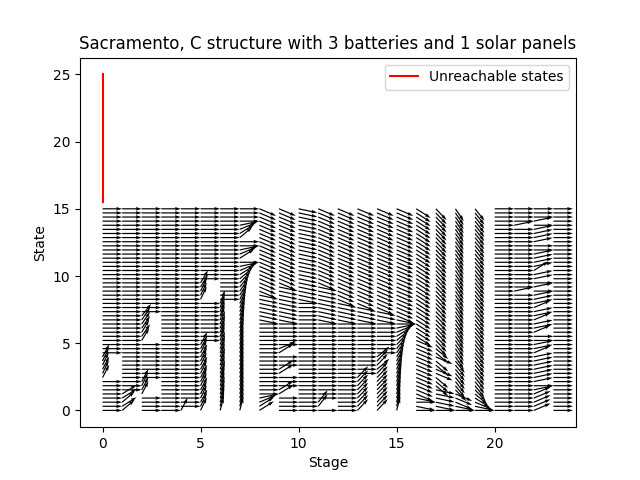 Sacramento, C structure with 3 batteries and 1 solar panels
Unreachable states
25
20
15
10
5
0
State
0 5 10 15 20
Stage